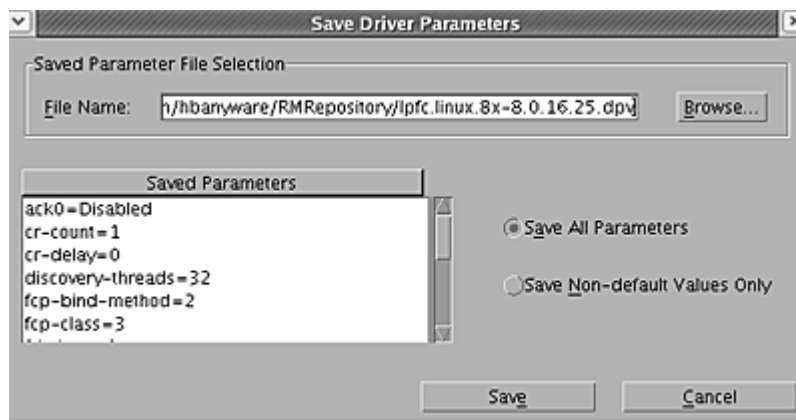 Save Driver Parameters
Saved Parameter File Selection
File Name: n/hbanyware/RMRepository/lpfc.linux.8x-8.0.16.25.dpv Browse...
Saved Parameters
ack0=Disabled
cr-count=1
cr-delay=0
discovery-threads=32
fcp-bind-method=2
fcp-class=3
Save All Parameters
Save Non-default Values Only
Save Cancel